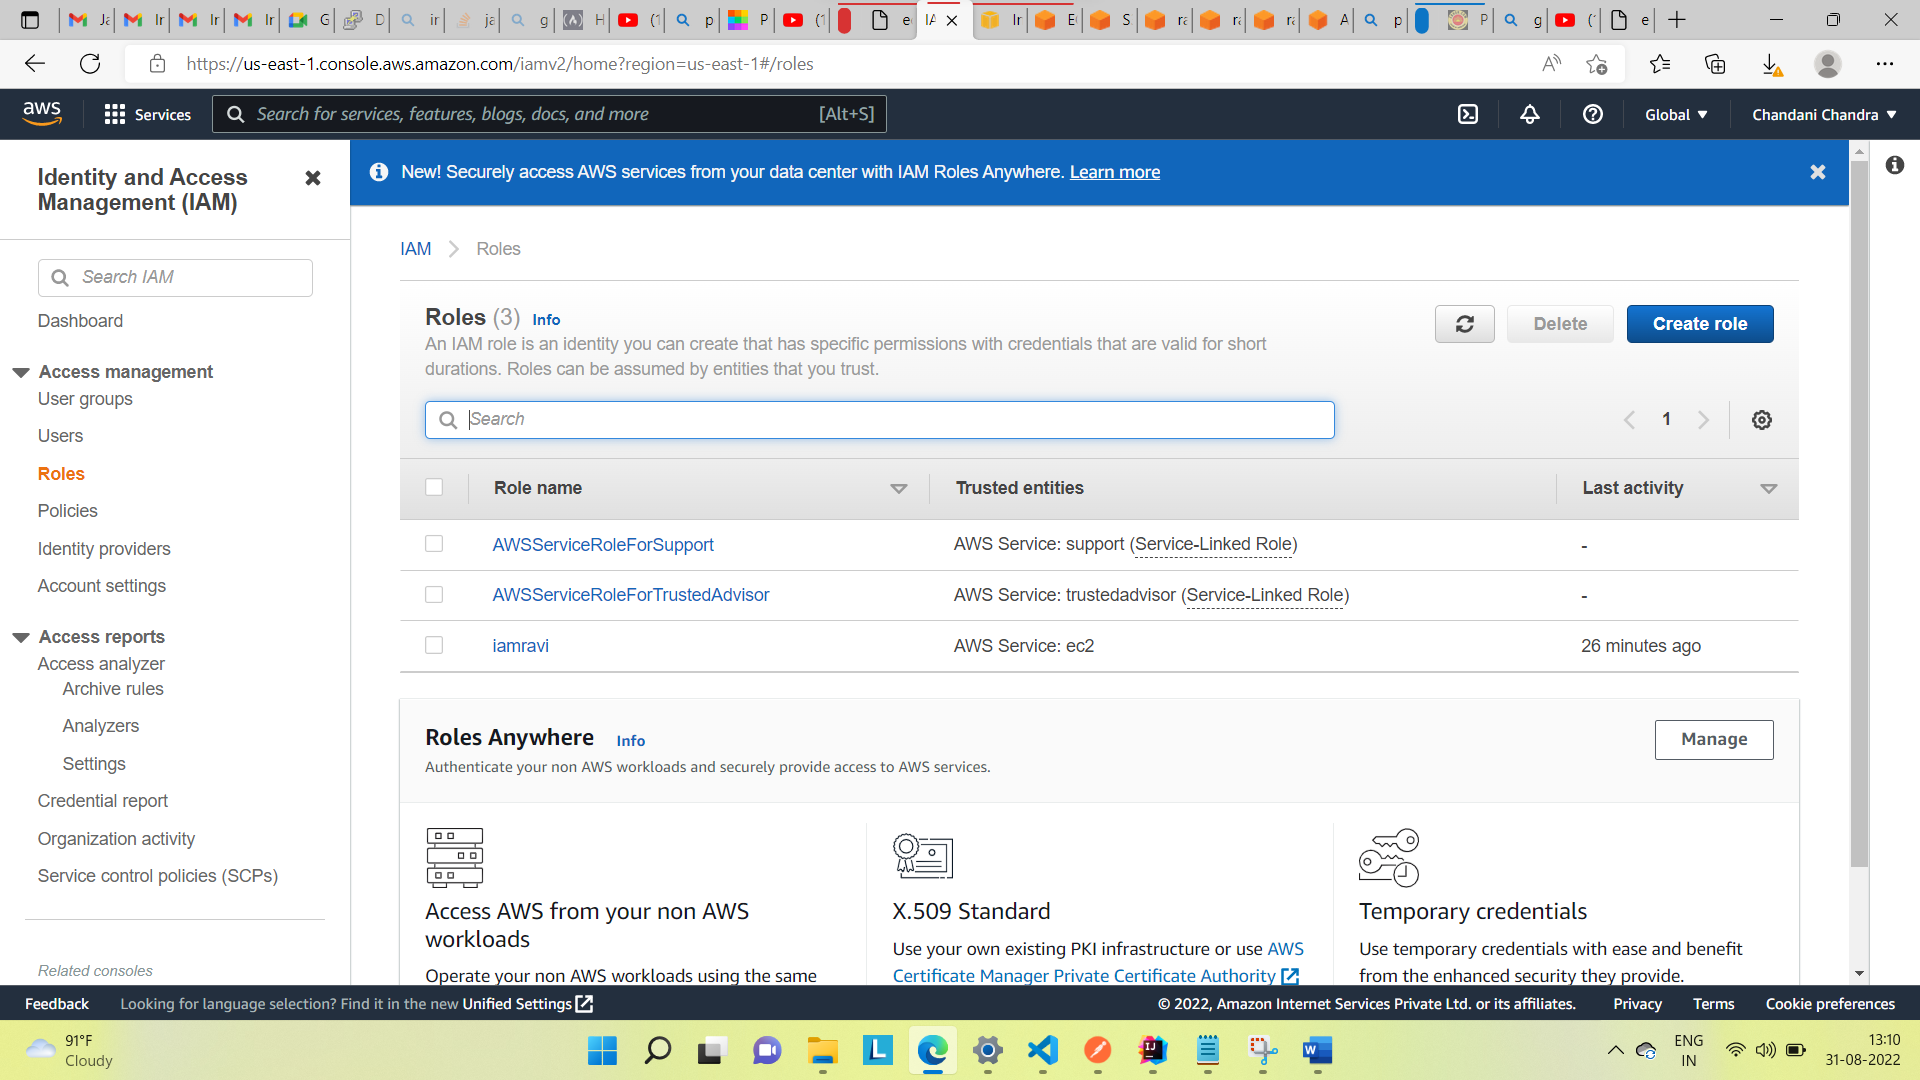 https://us-east-1.console.aws.amazon.com/iamv2/home?region=us-east-1#/roles
aws
Services
Search for services, features, blogs, docs, and more
[Alt+S]
Global
Chandani Chandra
Identity and Access
Management (IAM)
Search IAM
Dashboard
Access management
User groups
Users
Roles
Policies
Identity providers
Account settings
Access reports
Access analyzer
Archive rules
Analyzers
Settings
Credential report
Organization activity
Service control policies (SCPs)
Related consoles
New! Securely access AWS services from your data center with IAM Roles Anywhere. Learn more
IAM
Roles
Roles (3) Info
An IAM role is an identity you can create that has specific permissions with credentials that are valid for short
durations. Roles can be assumed by entities that you trust.
Delete
Create role
Search
1
Role name
Trusted entities
Last activity
AWSServiceRoleForSupport
AWS Service: support (Service-Linked Role)
-
AWSServiceRoleForTrustedAdvisor
AWS Service: trustedadvisor (Service-Linked Role)
-
iamravi
AWS Service: ec2
26 minutes ago
Roles Anywhere Info
Authenticate your non AWS workloads and securely provide access to AWS services.
Manage
Access AWS from your non AWS
workloads
Operate your non AWS workloads using the same
X.509 Standard
Use your own existing PKI infrastructure or use AWS
Certificate Manager Private Certificate Authority
Temporary credentials
Use temporary credentials with ease and benefit
from the enhanced security they provide.
Feedback
Looking for language selection? Find it in the new Unified Settings
© 2022, Amazon Internet Services Private Ltd. or its affiliates.
Privacy
Terms
Cookie preferences
91°F
Cloudy
ENG
IN
13:10
31-08-2022